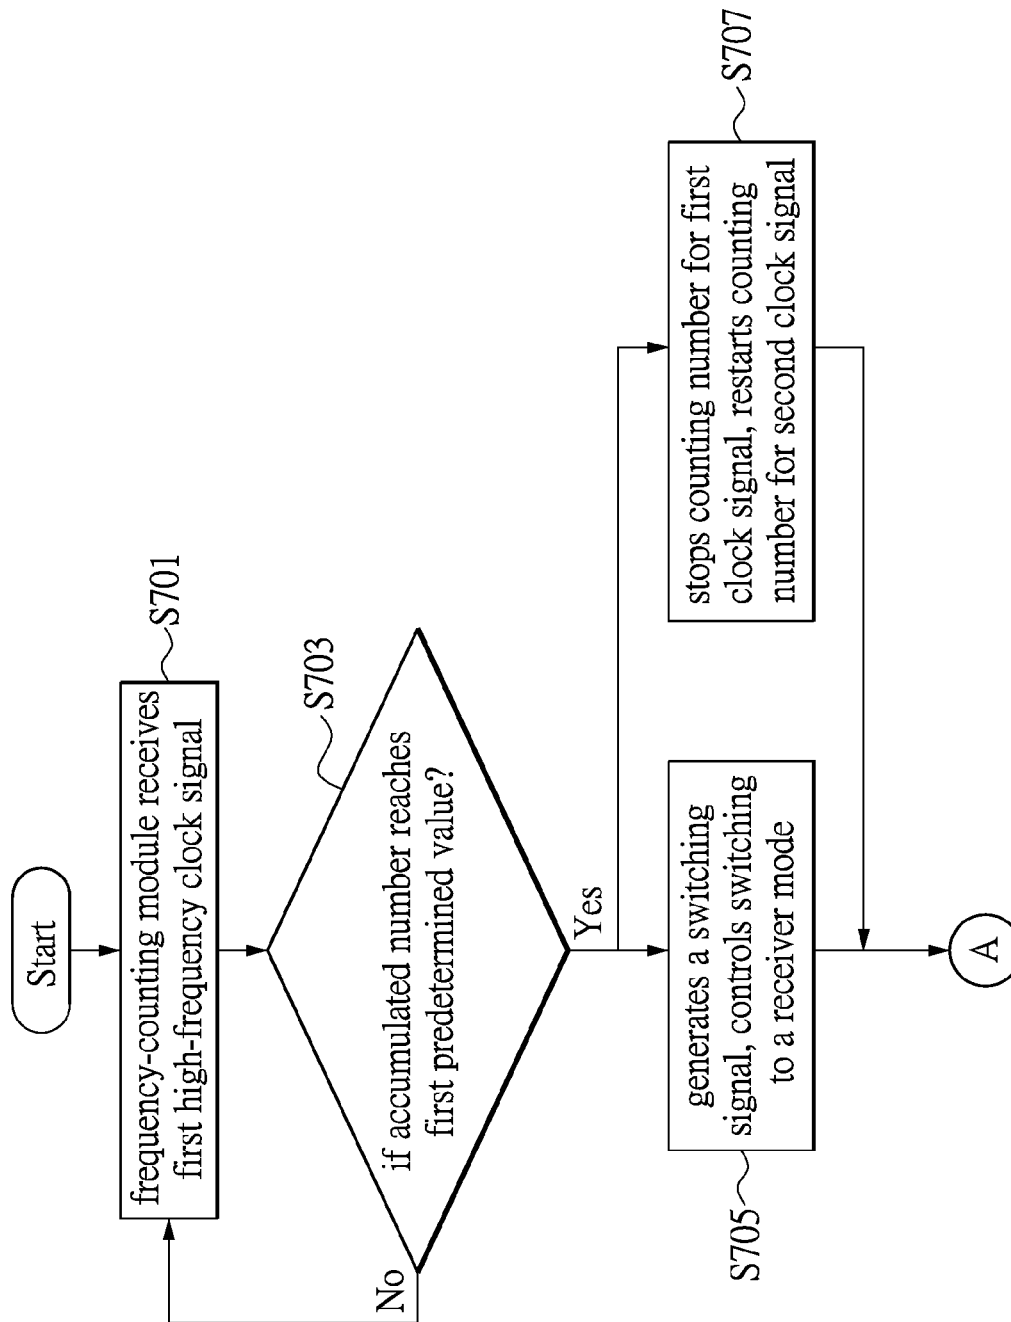 Start
frequency-counting module receives
first high-frequency clock signal
S701
if accumulated number reaches
first predetermined value?
S703
No
Yes
generates a switching
signal, controls switching
to a receiver mode
S705
stops counting number for first
clock signal, restarts counting
number for second clock signal
S707
A